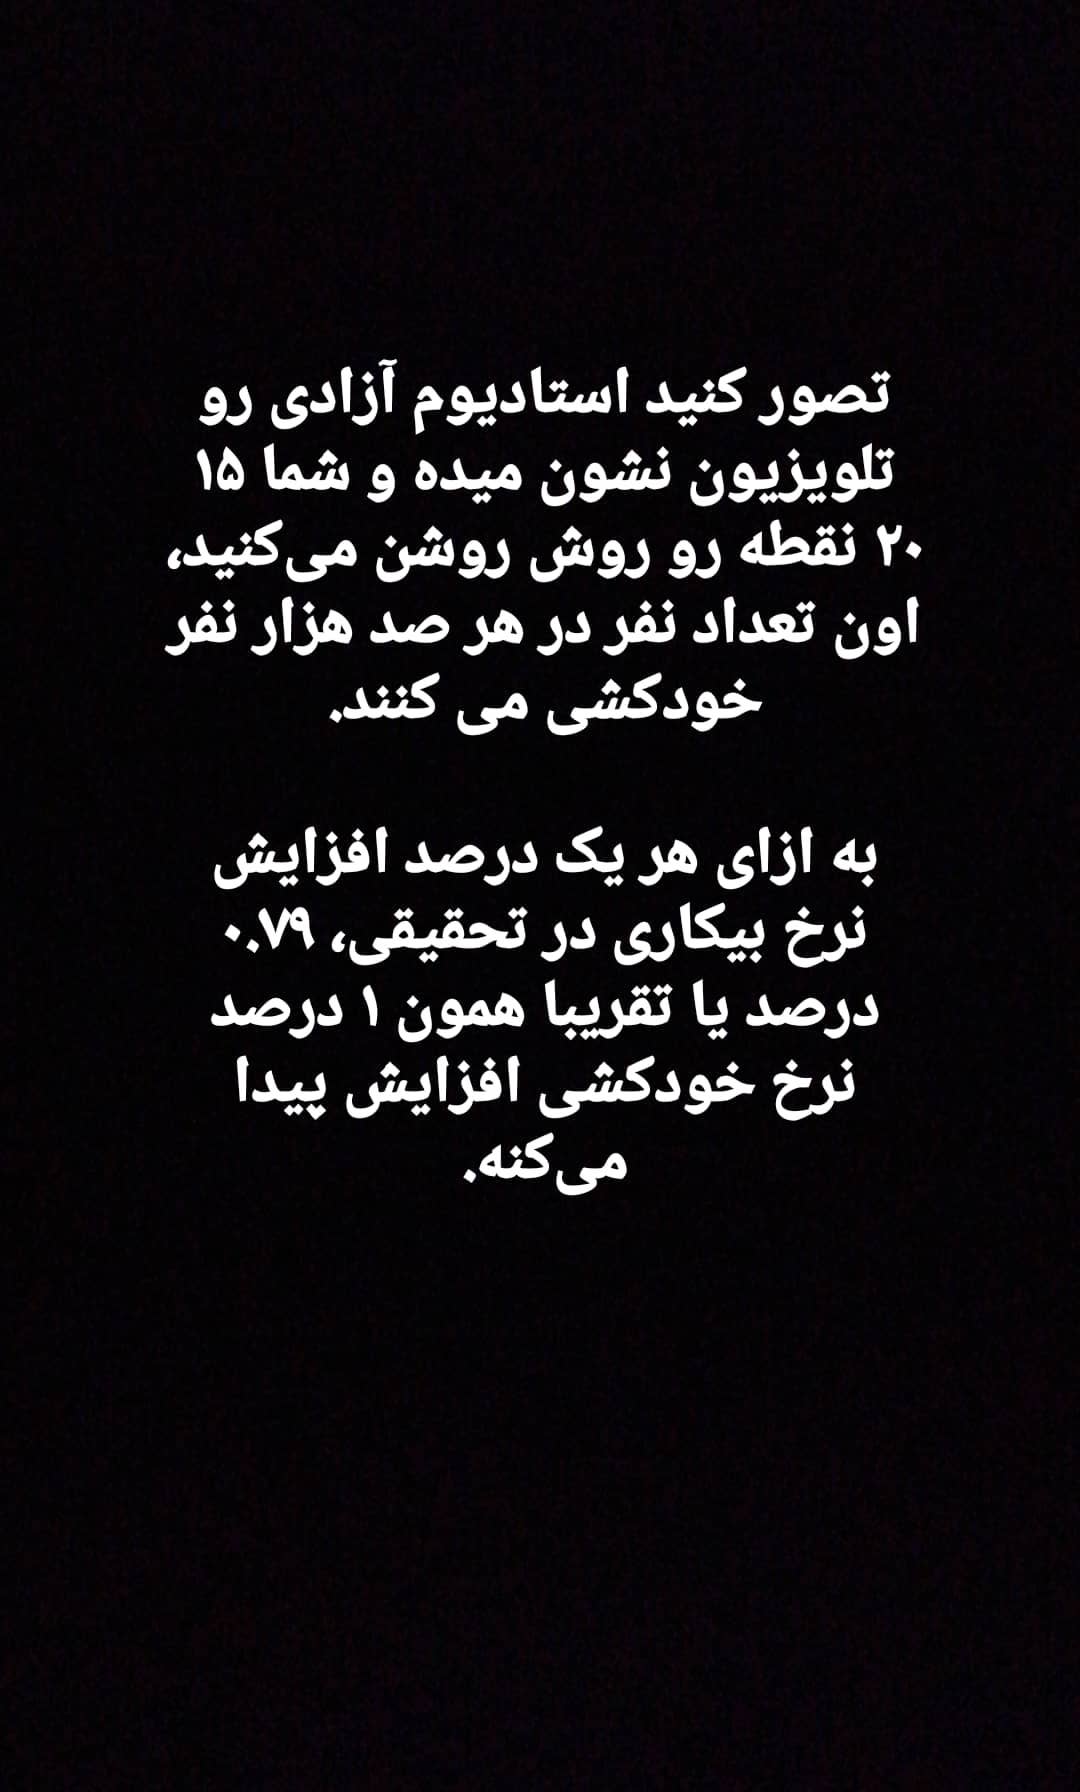 تصور کنید استادیوم آزادی رو
تلویزیون نشون میده و شما ۱۵
۲۰ نقطه رو روش روشن می‌کنید،
اون تعداد نفر در هر صد هزار نفر
خودکشی می کنند.
به ازای هر یک درصد افزایش
نرخ بیکاری در تحقیقی، ۰.۷۹
درصد یا تقریبا همون ۱ درصد
نرخ خودکشی افزایش پیدا
می‌کنه.